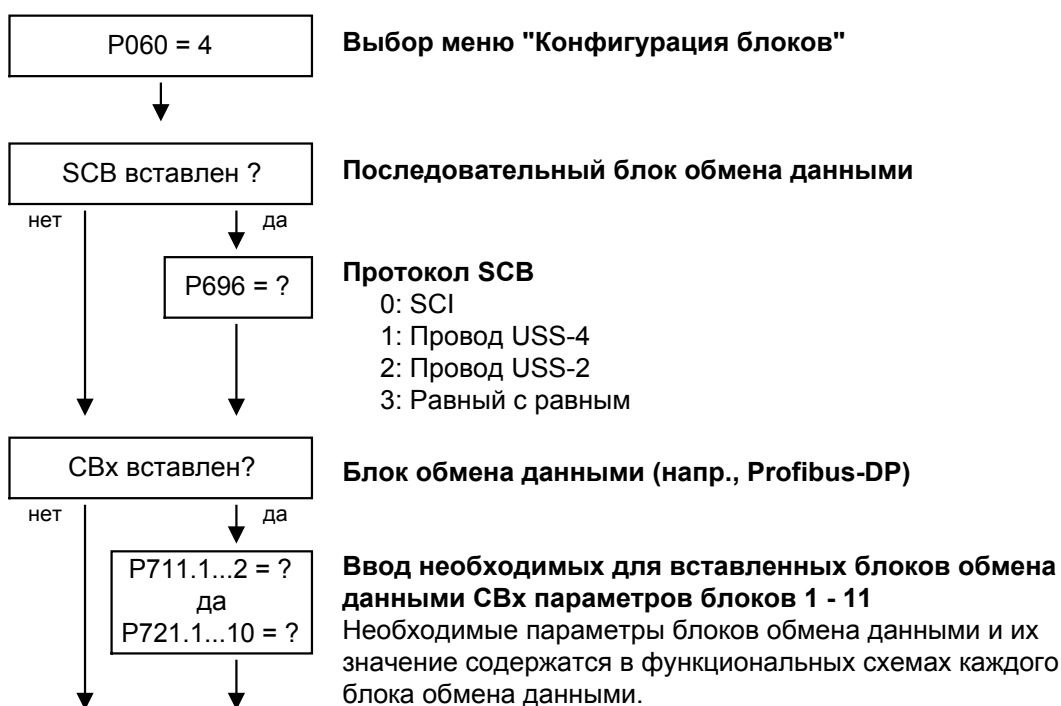 P060 = 4
Выбор меню "Конфигурация блоков"
SCB вставлен ?
Последовательный блок обмена данными
нет
да
P696 = ?
Протокол SCB
0: SCI
1: Провод USS-4
2: Провод USS-2
3: Равный с равным
CBx вставлен?
Блок обмена данными (напр., Profibus-DP)
нет
да
P711.1...2 = ?
да
P721.1...10 = ?
Ввод необходимых для вставленных блоков обмена
данными CBx параметров блоков 1 - 11
Необходимые параметры блоков обмена данными и их
значение содержатся в функциональных схемах каждого
блока обмена данными.